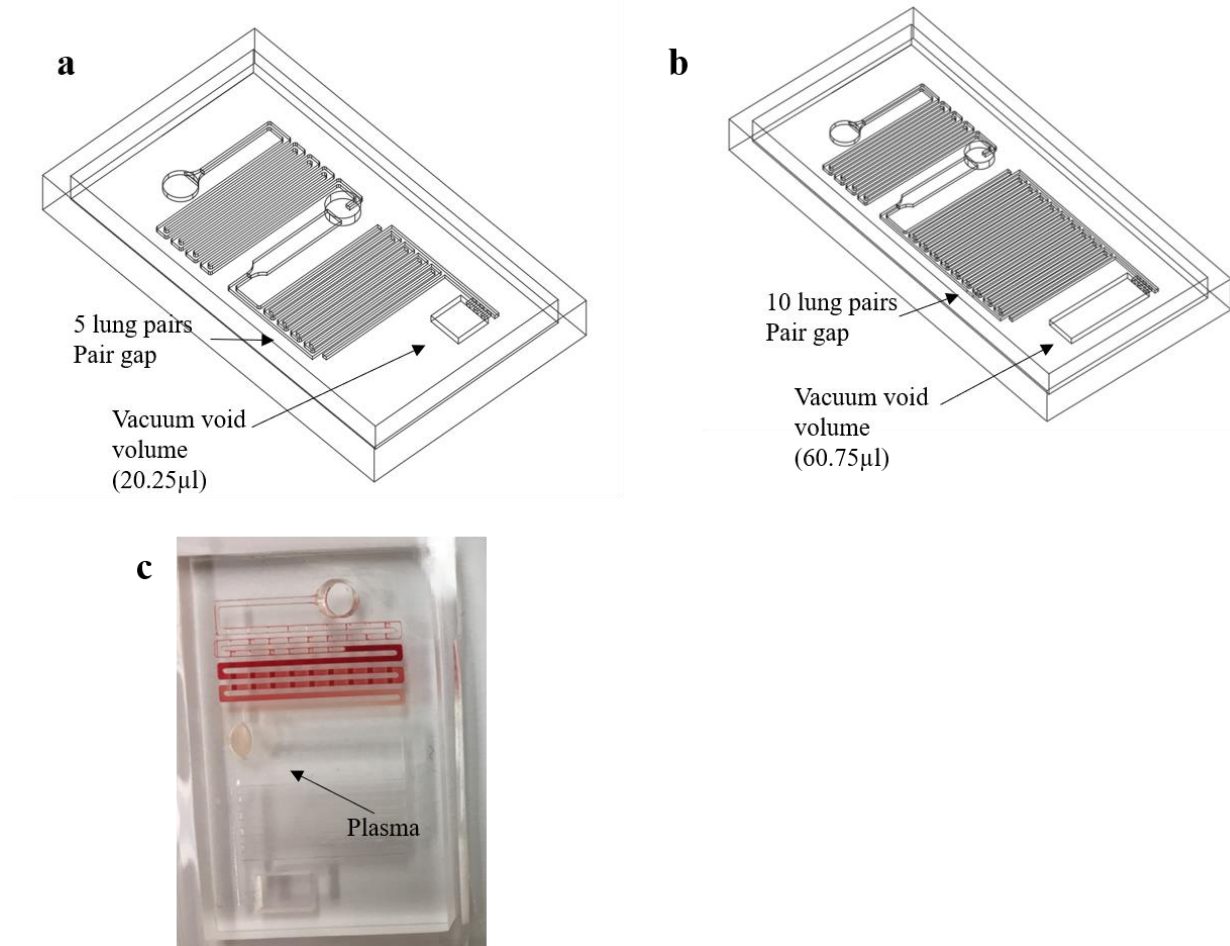 a
5 lung pairs
Pair gap
Vacuum void
volume
(20.25µl)
b
10 lung pairs
Pair gap
Vacuum void
volume
(60.75µl)
c
Plasma